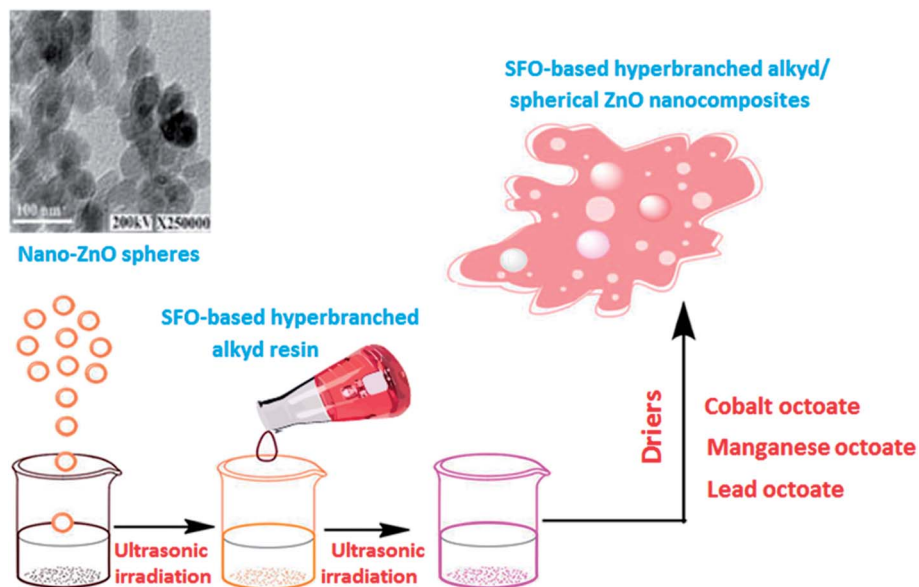 100 nm
200kV X250000
Nano-ZnO spheres
SFO-based hyperbranched
alkyd resin
Ultrasonic
irradiation
Ultrasonic
irradiation
SFO-based hyperbranched alkyd/
spherical ZnO nanocomposites
Driers
Cobalt octoate
Manganese octoate
Lead octoate